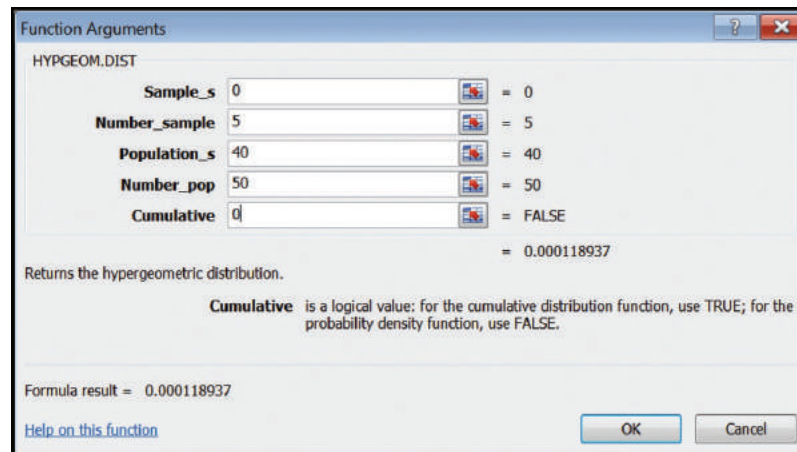 Function Arguments
HYPGEOM.DIST
Sample_s 0 = 0
Number_sample 5 = 5
Population_s 40 = 40
Number_pop 50 = 50
Cumulative 0 = FALSE
= 0.000118937
Returns the hypergeometric distribution.
Cumulative is a logical value: for the cumulative distribution function, use TRUE; for the
probability density function, use FALSE.
Formula result = 0.000118937
Help on this function OK Cancel